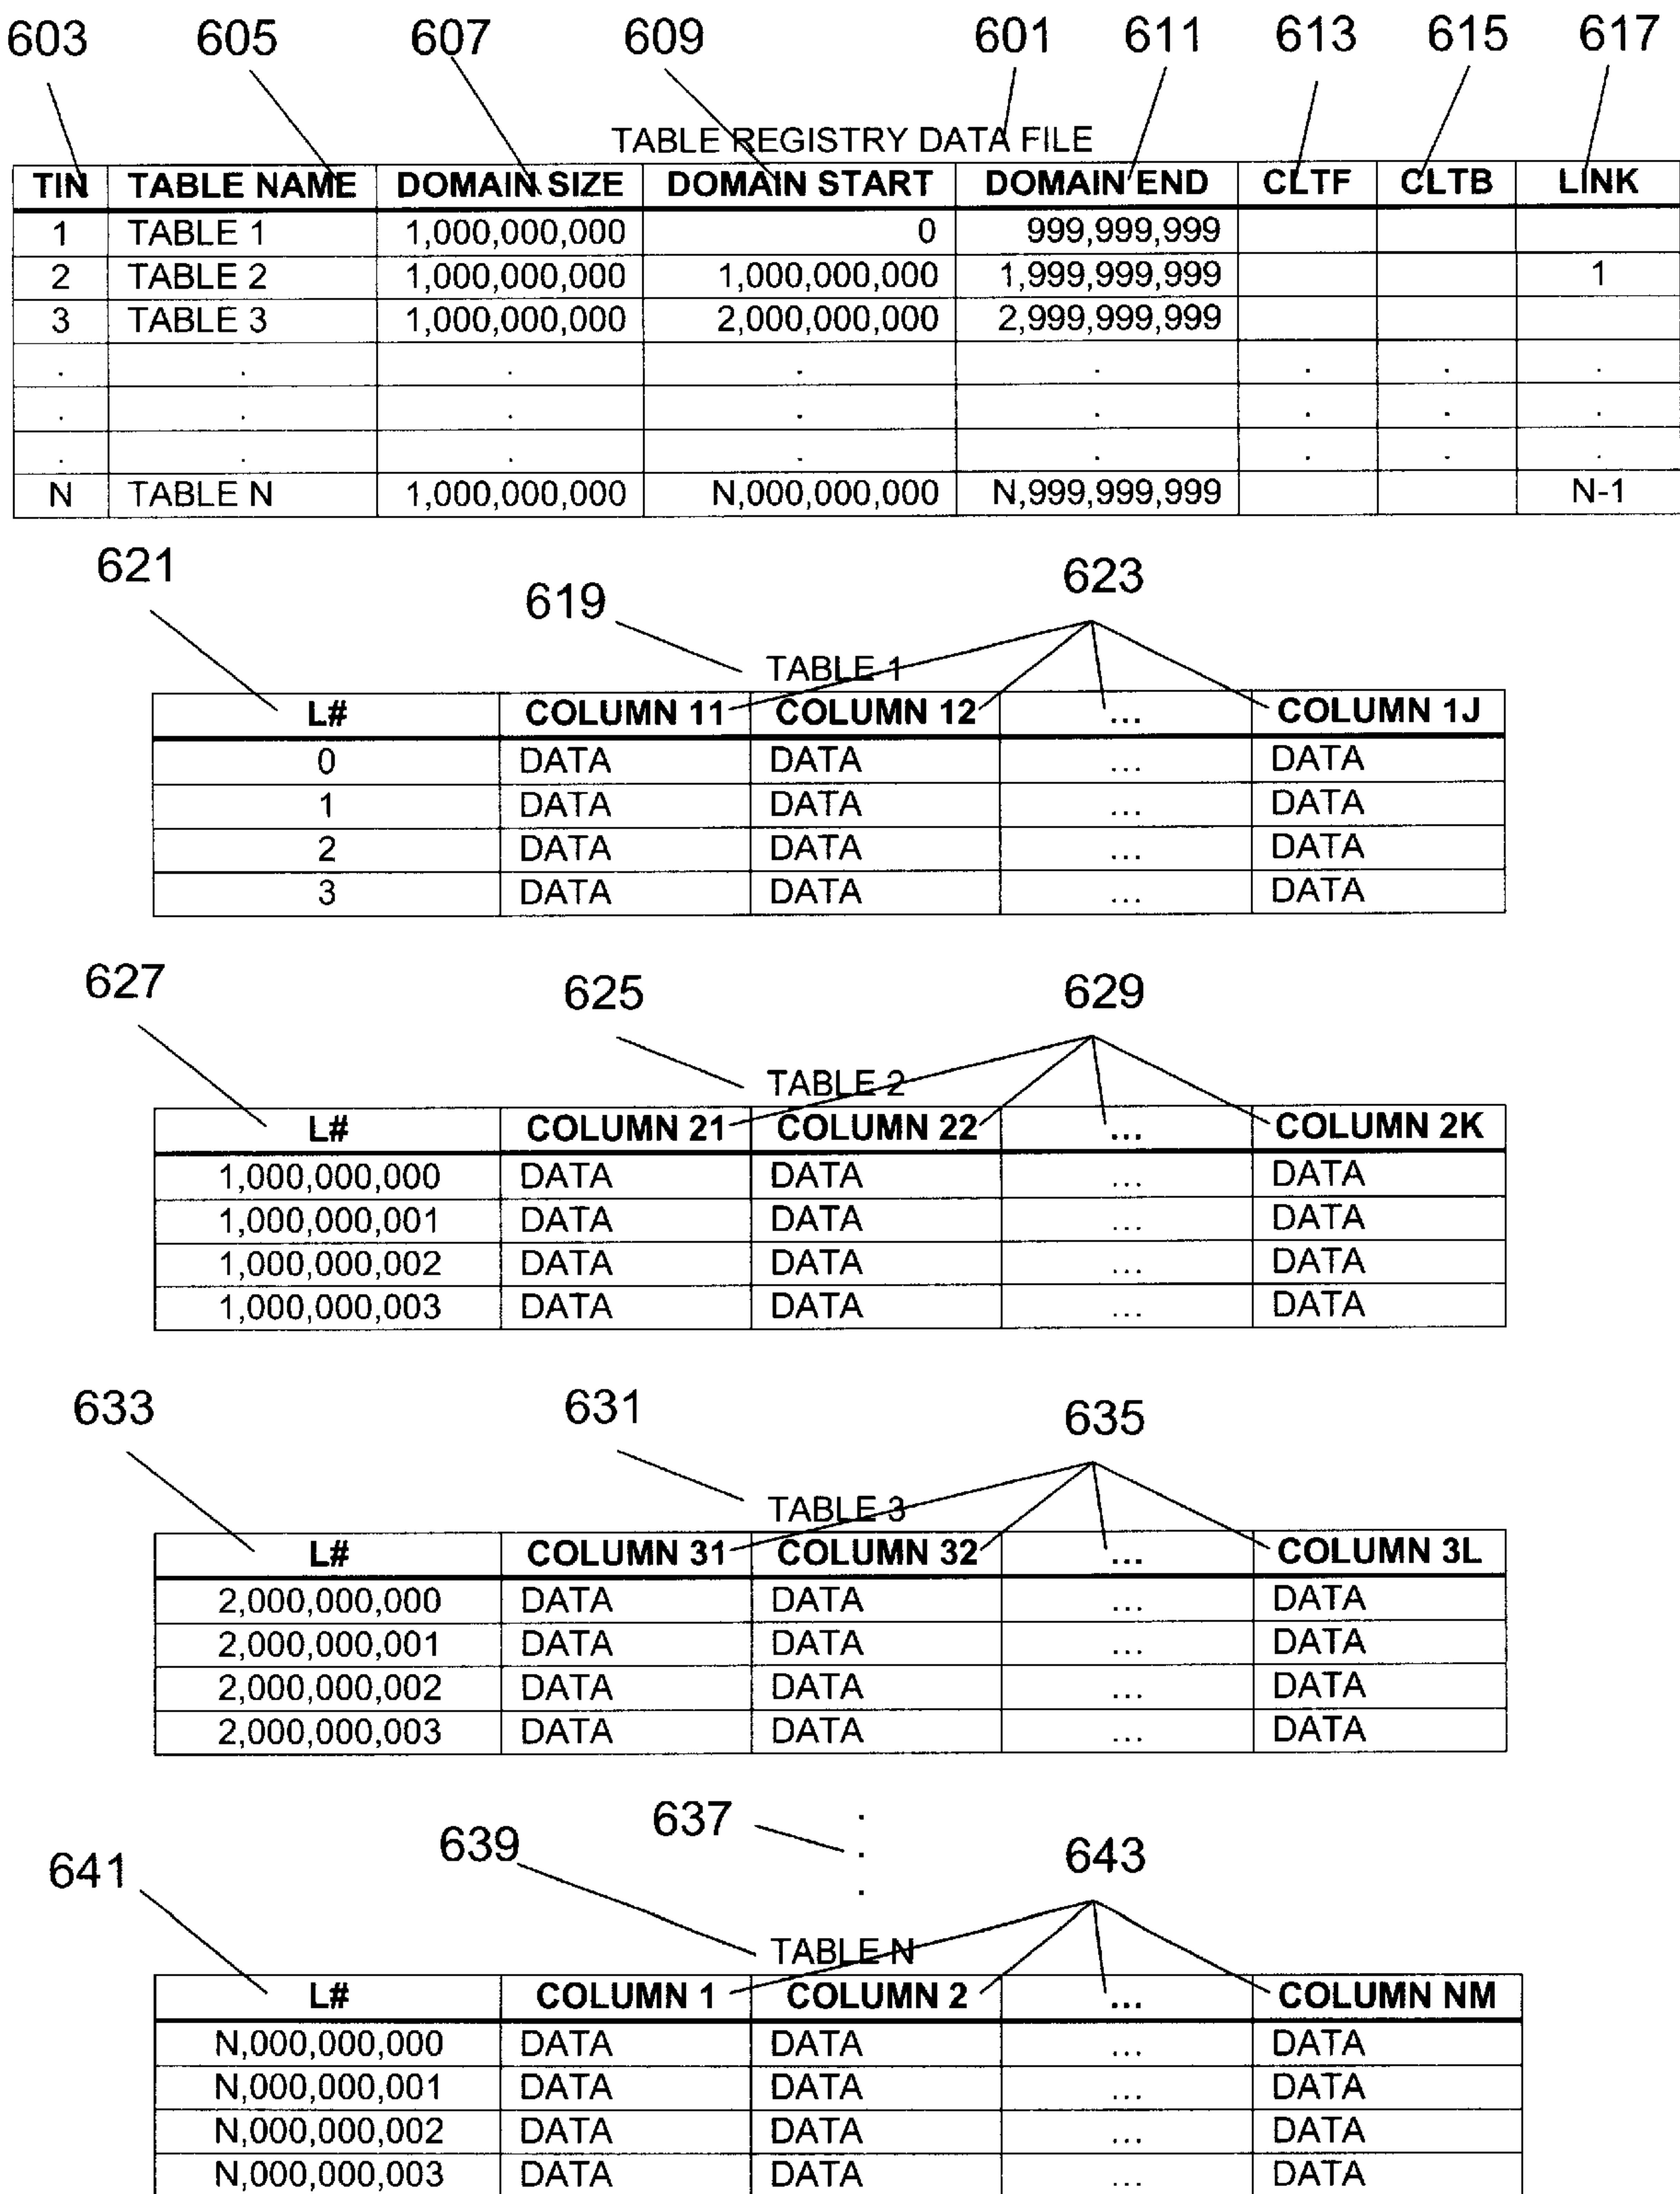 603 605 607 609 601 611 613 615 617
TABLE REGISTRY DATA FILE
TIN TABLE NAME DOMAIN SIZE DOMAIN START DOMAIN END CLTF CLTB LINK
1 TABLE 1 1,000,000,000 0 999,999,999
2 TABLE 2 1,000,000,000 1,000,000,000 1,999,999,999 1
3 TABLE 3 1,000,000,000 2,000,000,000 2,999,999,999
. . . . . . . .
. . . . . . . .
. . . . . . . .
N TABLE N 1,000,000,000 N,000,000,000 N,999,999,999 N-1
621 619 623
TABLE 1
L# COLUMN 11 COLUMN 12 ... COLUMN 1J
0 DATA DATA ... DATA
1 DATA DATA ... DATA
2 DATA DATA ... DATA
3 DATA DATA ... DATA
627 625 629
TABLE 2
L# COLUMN 21 COLUMN 22 ... COLUMN 2K
1,000,000,000 DATA DATA ... DATA
1,000,000,001 DATA DATA ... DATA
1,000,000,002 DATA DATA ... DATA
1,000,000,003 DATA DATA ... DATA
633 631 635
TABLE 3
L# COLUMN 31 COLUMN 32 ... COLUMN 3L
2,000,000,000 DATA DATA ... DATA
2,000,000,001 DATA DATA ... DATA
2,000,000,002 DATA DATA ... DATA
2,000,000,003 DATA DATA ... DATA
637 .
.
.
641 639 643
TABLE N
L# COLUMN 1 COLUMN 2 ... COLUMN NM
N,000,000,000 DATA DATA ... DATA
N,000,000,001 DATA DATA ... DATA
N,000,000,002 DATA DATA ... DATA
N,000,000,003 DATA DATA ... DATA